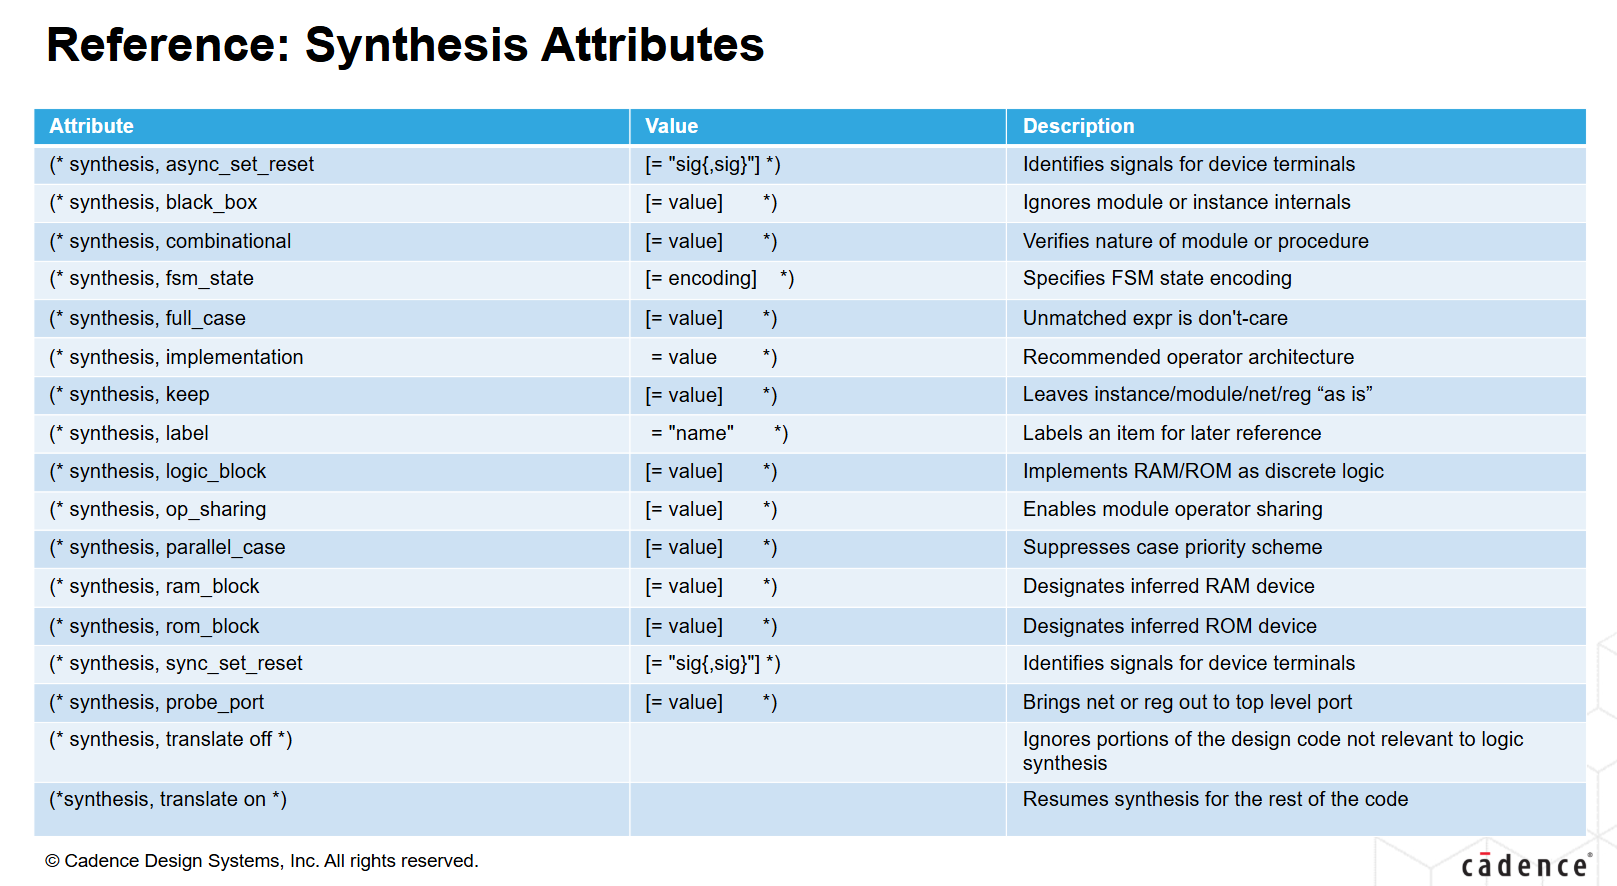 Reference: Synthesis Attributes
Attribute Value Description
(* synthesis, async_set_reset [= "sig{,sig}"] *) Identifies signals for device terminals
(* synthesis, black_box [= value] *) Ignores module or instance internals
(* synthesis, combinational [= value] *) Verifies nature of module or procedure
(* synthesis, fsm_state [= encoding] *) Specifies FSM state encoding
(* synthesis, full_case [= value] *) Unmatched expr is don't-care
(* synthesis, implementation = value *) Recommended operator architecture
(* synthesis, keep [= value] *) Leaves instance/module/net/reg “as is”
(* synthesis, label = "name" *) Labels an item for later reference
(* synthesis, logic_block [= value] *) Implements RAM/ROM as discrete logic
(* synthesis, op_sharing [= value] *) Enables module operator sharing
(* synthesis, parallel_case [= value] *) Suppresses case priority scheme
(* synthesis, ram_block [= value] *) Designates inferred RAM device
(* synthesis, rom_block [= value] *) Designates inferred ROM device
(* synthesis, sync_set_reset [= "sig{,sig}"] *) Identifies signals for device terminals
(* synthesis, probe_port [= value] *) Brings net or reg out to top level port
(* synthesis, translate off *) Ignores portions of the design code not relevant to logic
synthesis
(*synthesis, translate on *) Resumes synthesis for the rest of the code
© Cadence Design Systems, Inc. All rights reserved.
cādence®